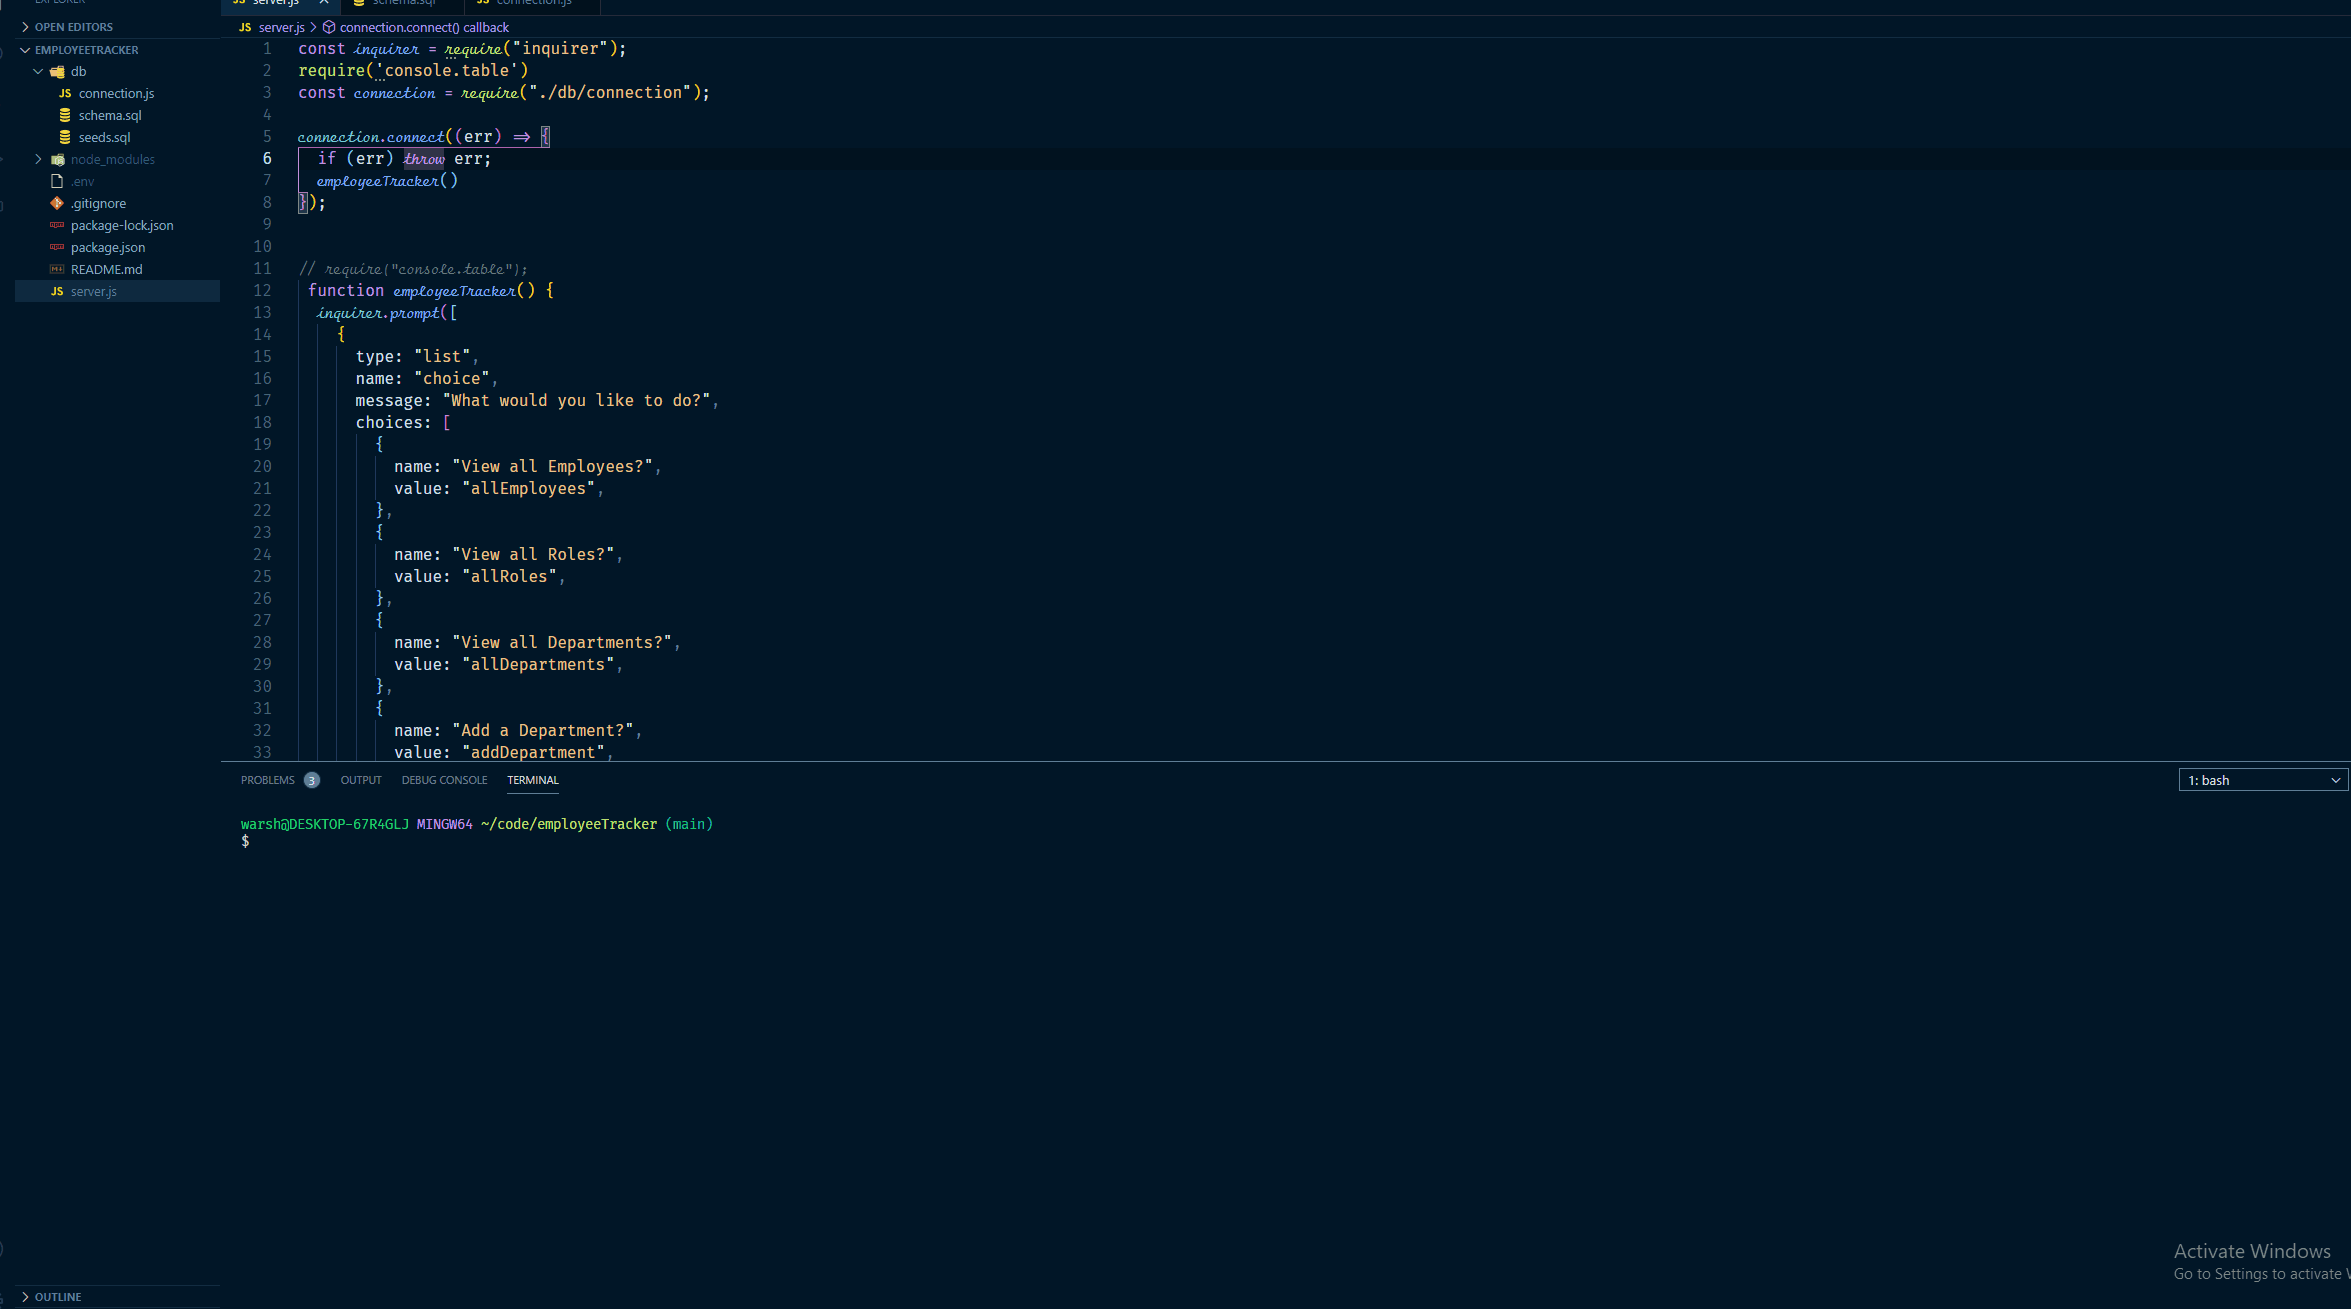 EXPLORER
server.js
schema.sql
connection.js
OPEN EDITORS
JS server.js > connection.connect() callback
EMPLOYEETRACKER
db
JS connection.js
schema.sql
seeds.sql
node_modules
.env
.gitignore
package-lock.json
package.json
README.md
JS server.js
1 const inquirer = require("inquirer");
2 require('console.table')
3 const connection = require("./db/connection");
4
5 connection.connect((err) => {
6 if (err) throw err;
7 employeeTracker()
8 });
9
10
11 // require("console.table");
12 function employeeTracker() {
13 inquirer.prompt([
14 {
15 type: "list",
16 name: "choice",
17 message: "What would you like to do?",
18 choices: [
19 {
20 name: "View all Employees?",
21 value: "allEmployees",
22 },
23 {
24 name: "View all Roles?",
25 value: "allRoles",
26 },
27 {
28 name: "View all Departments?",
29 value: "allDepartments",
30 },
31 {
32 name: "Add a Department?",
33 value: "addDepartment",
PROBLEMS 3 OUTPUT DEBUG CONSOLE TERMINAL
1: bash
warsh@DESKTOP-67R4GLJ MINGW64 ~/code/employeeTracker (main)
$
Activate Windows
Go to Settings to activate W
OUTLINE